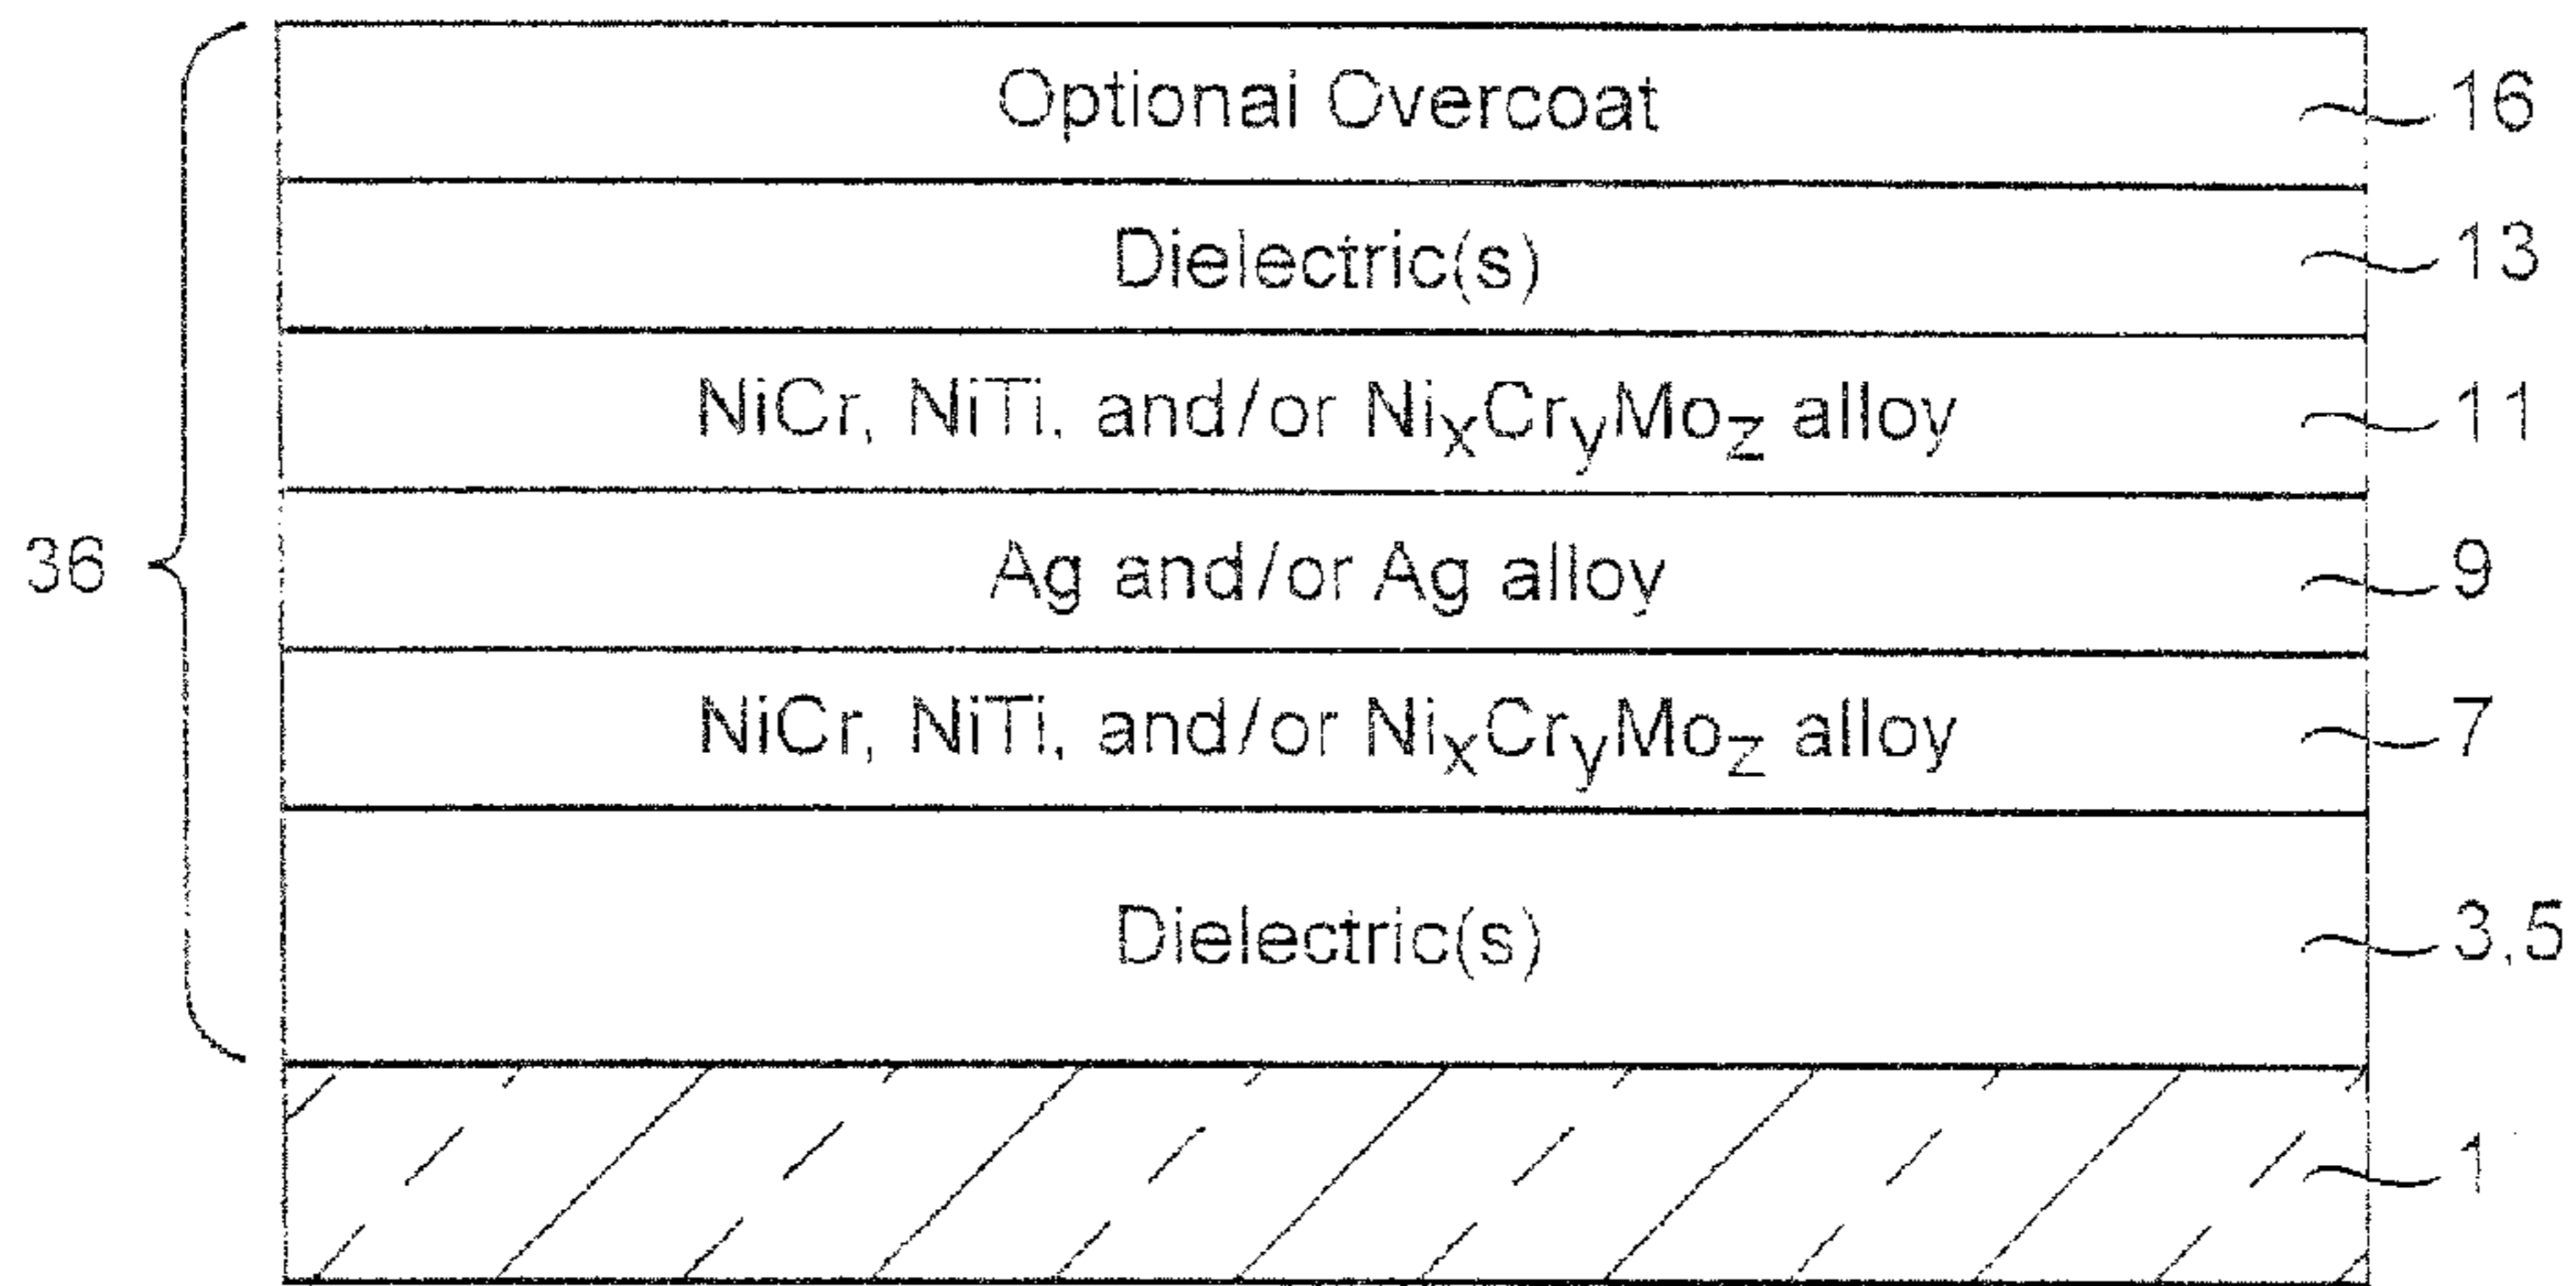 Optional Overcoat 16
Dielectric(s) 13
NiCr, NiTi, and/or NixCryMoz alloy 11
36 Ag and/or Ag alloy 9
NiCr, NiTi, and/or NixCryMoz alloy 7
Dielectric(s) 3,5
1